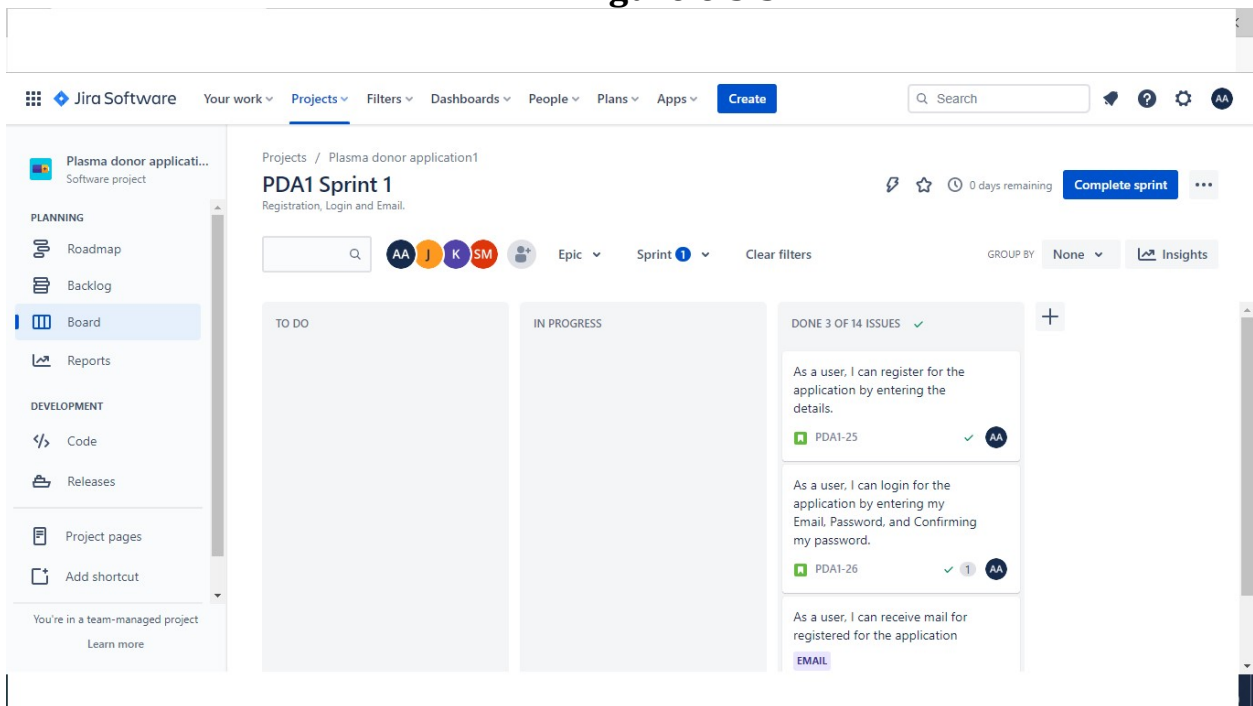 Jira Software Your work Projects Filters Dashboards People Plans Apps Create Search AA
Plasma donor applicati...
Software project
PLANNING
Roadmap
Backlog
Board
Reports
DEVELOPMENT
Code
Releases
Project pages
Add shortcut
You're in a team-managed project
Learn more
Projects / Plasma donor application1
PDA1 Sprint 1
Registration, Login and Email.
0 days remaining Complete sprint
AA J K SM Epic Sprint 1 Clear filters GROUP BY None Insights
TO DO
IN PROGRESS
DONE 3 OF 14 ISSUES
As a user, I can register for the
application by entering the
details.
PDA1-25 AA
As a user, I can login for the
application by entering my
Email, Password, and Confirming
my password.
PDA1-26 1 AA
As a user, I can receive mail for
registered for the application
EMAIL